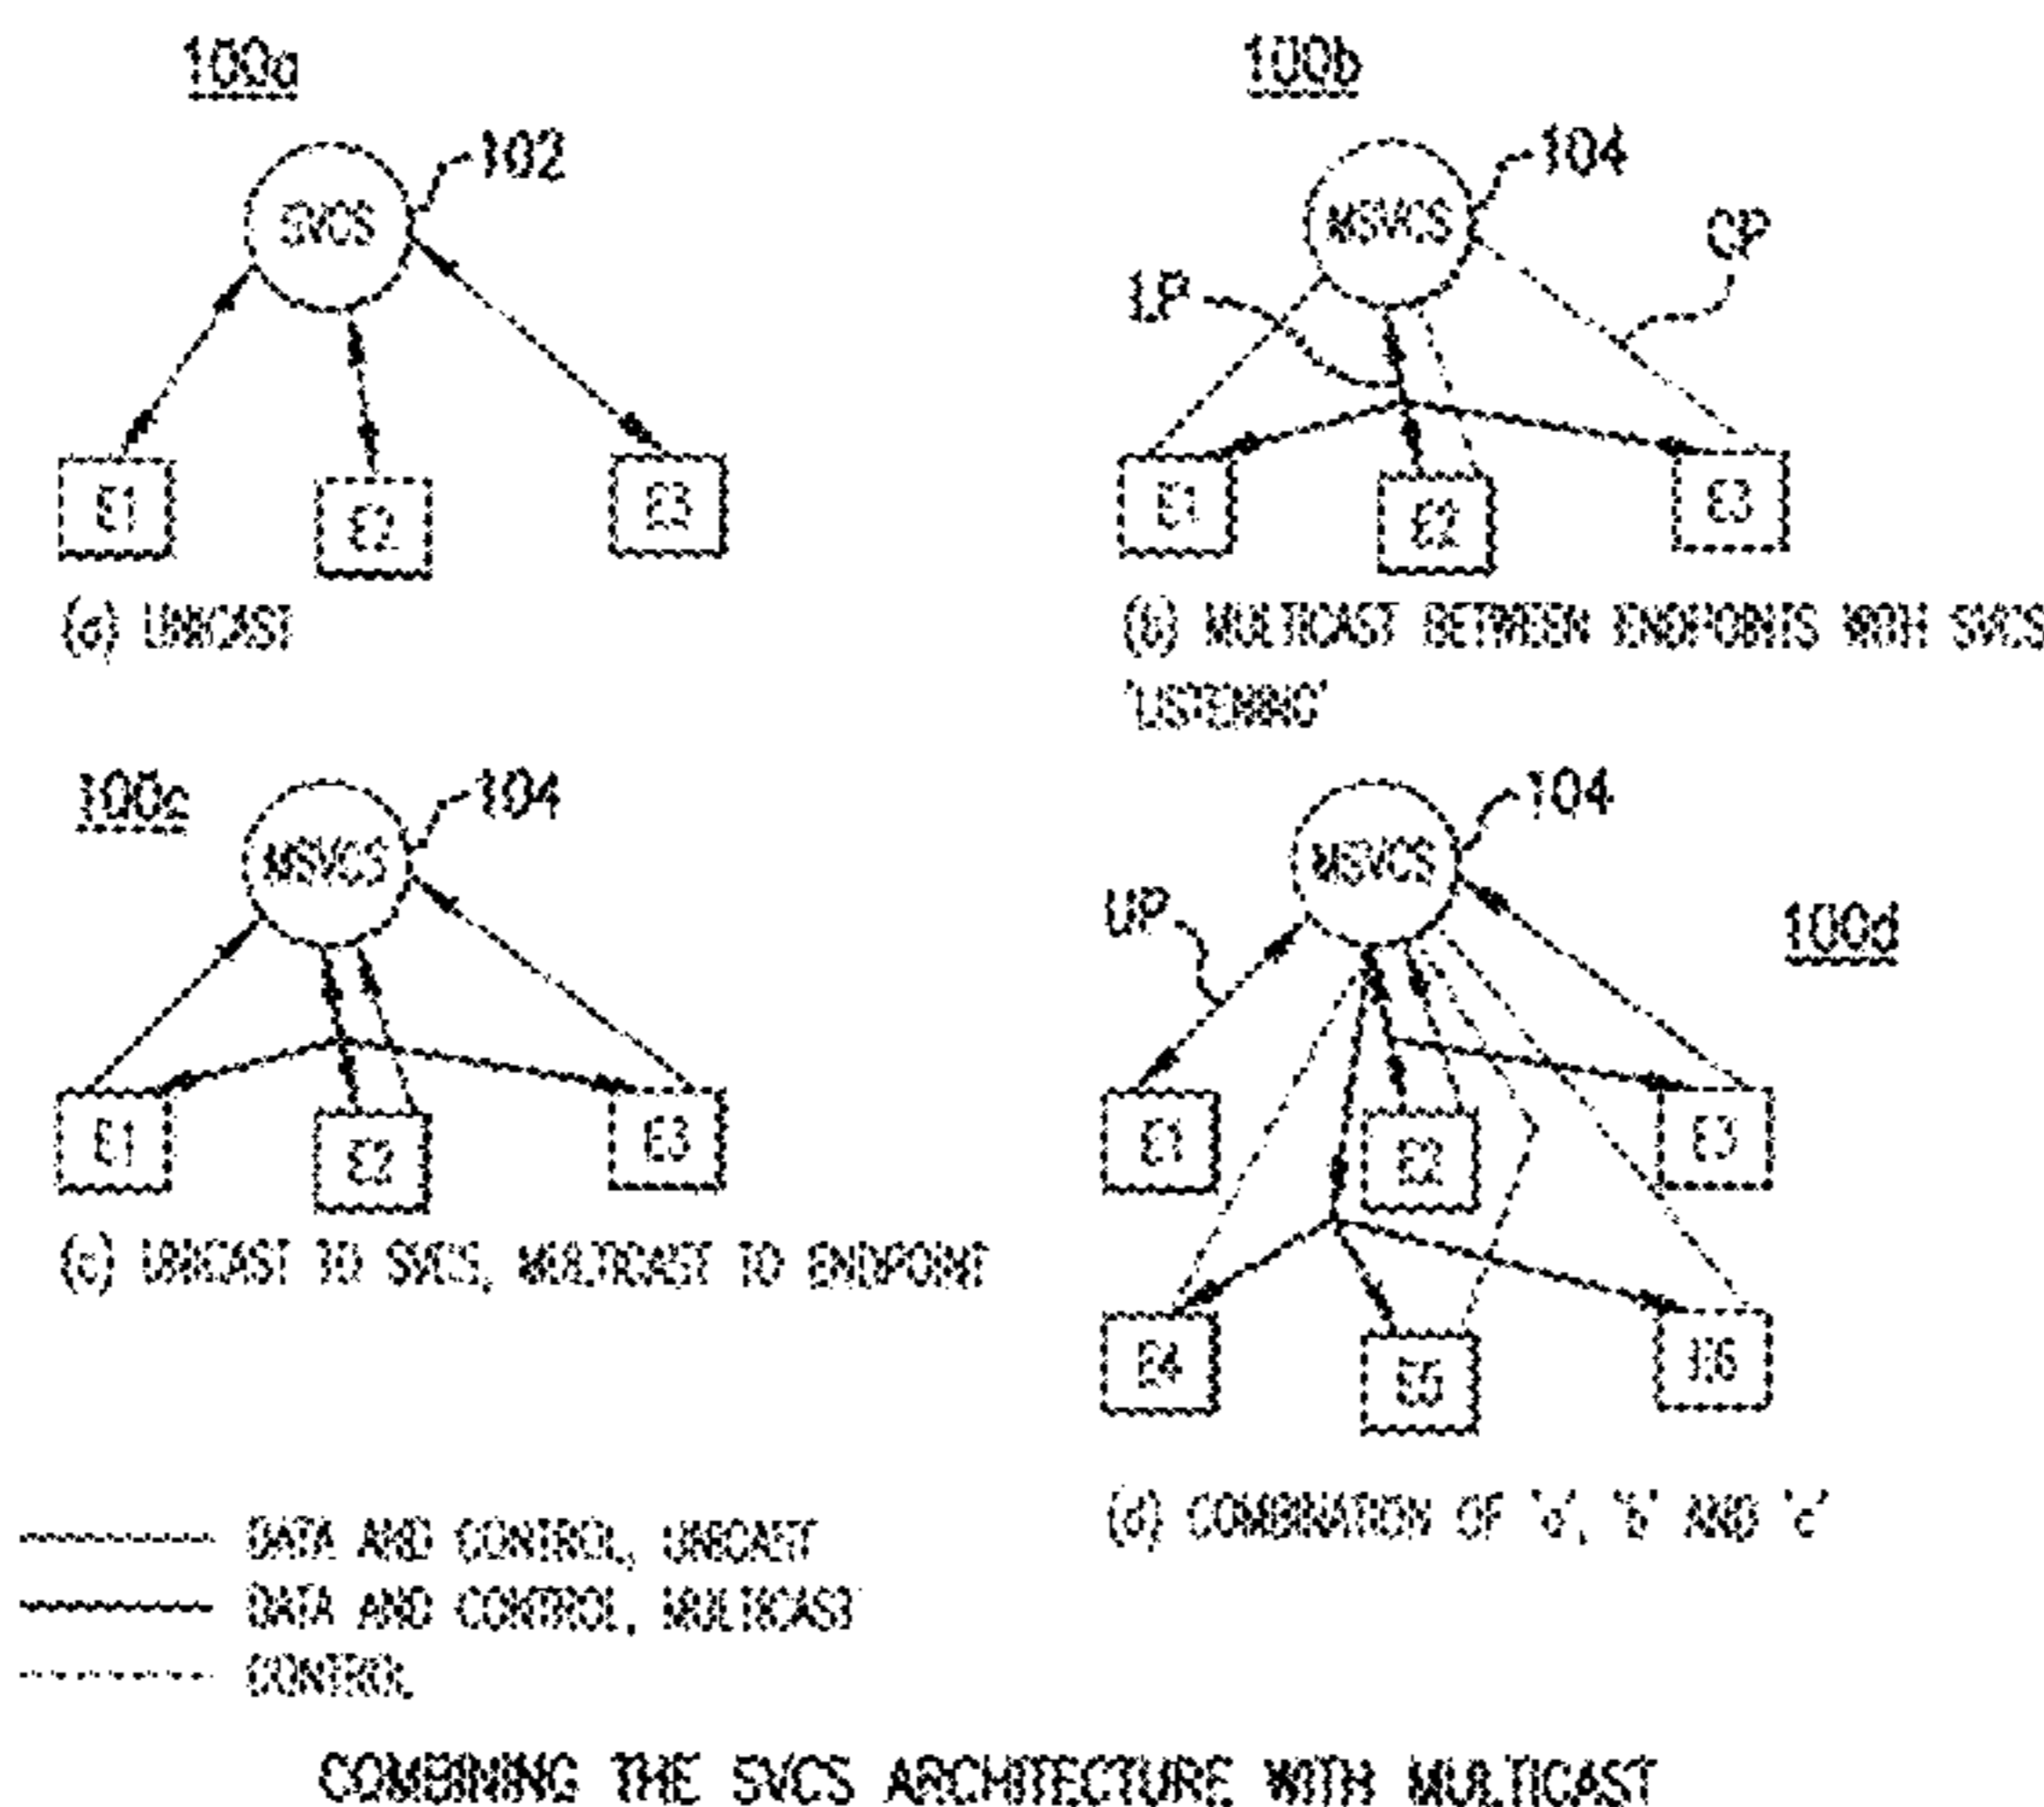 100a
102
SVCS
E1
E2
E3
(a) UNICAST
100b
104
MSVCS
CP
LP
E1
E2
E3
(b) MULTICAST BETWEEN ENDPOINTS WITH SVCS
'LISTENING'
100c
104
MSVCS
E1
E2
E3
(c) UNICAST TO SVCS, MULTICAST TO ENDPOINT
104
MSVCS
UP
100d
E1
E2
E3
E4
E5
E6
(d) COMBINATION OF 'a', 'b' AND 'c'
DATA AND CONTROL, UNICAST
DATA AND CONTROL, MULTICAST
CONTROL
COMBINING THE SVCS ARCHITECTURE WITH MULTICAST